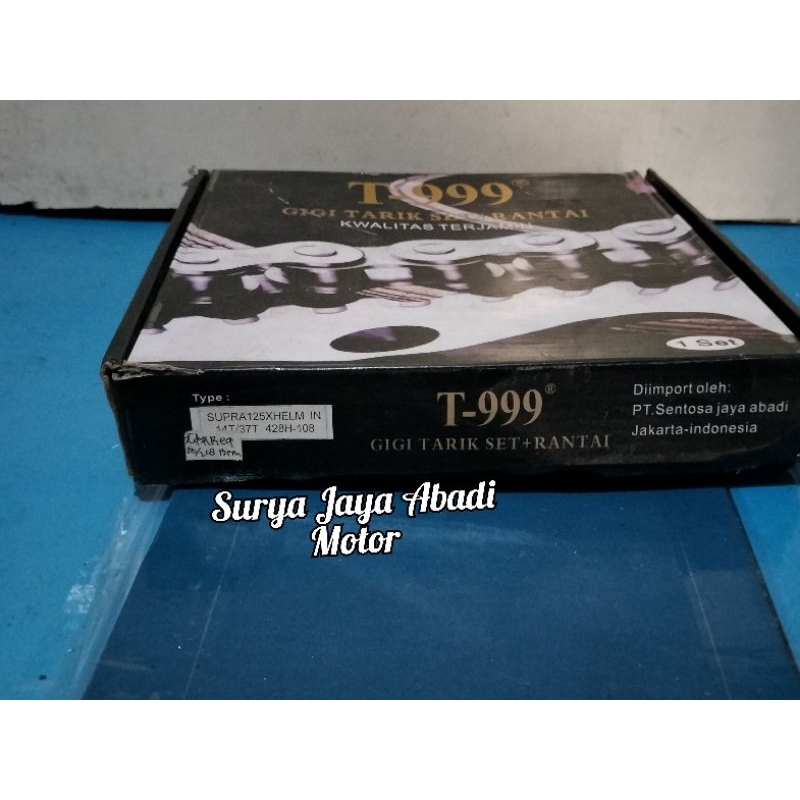 T-999®
GIGI TARIK SET+RANTAI
KWALITAS TERJAMIN
1 Set
Type :
SUPRA125XHELM IN
14T/37T 428H-108
T-999®
GIGI TARIK SET+RANTAI
Diimport oleh:
PT.Sentosa jaya abadi
Jakarta-indonesia
Surya Jaya Abadi
Motor